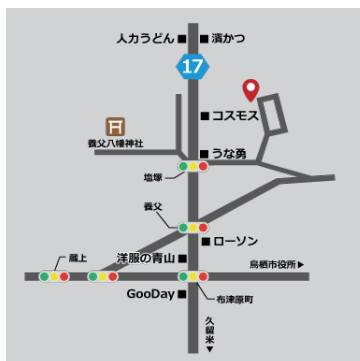 人力うどん
濱かつ
17
コスモス
養父八幡神社
うな勇
塩塚
養父
ローソン
蔵上
洋服の青山
鳥栖市役所▶
GooDay
布津原町
久留米▼